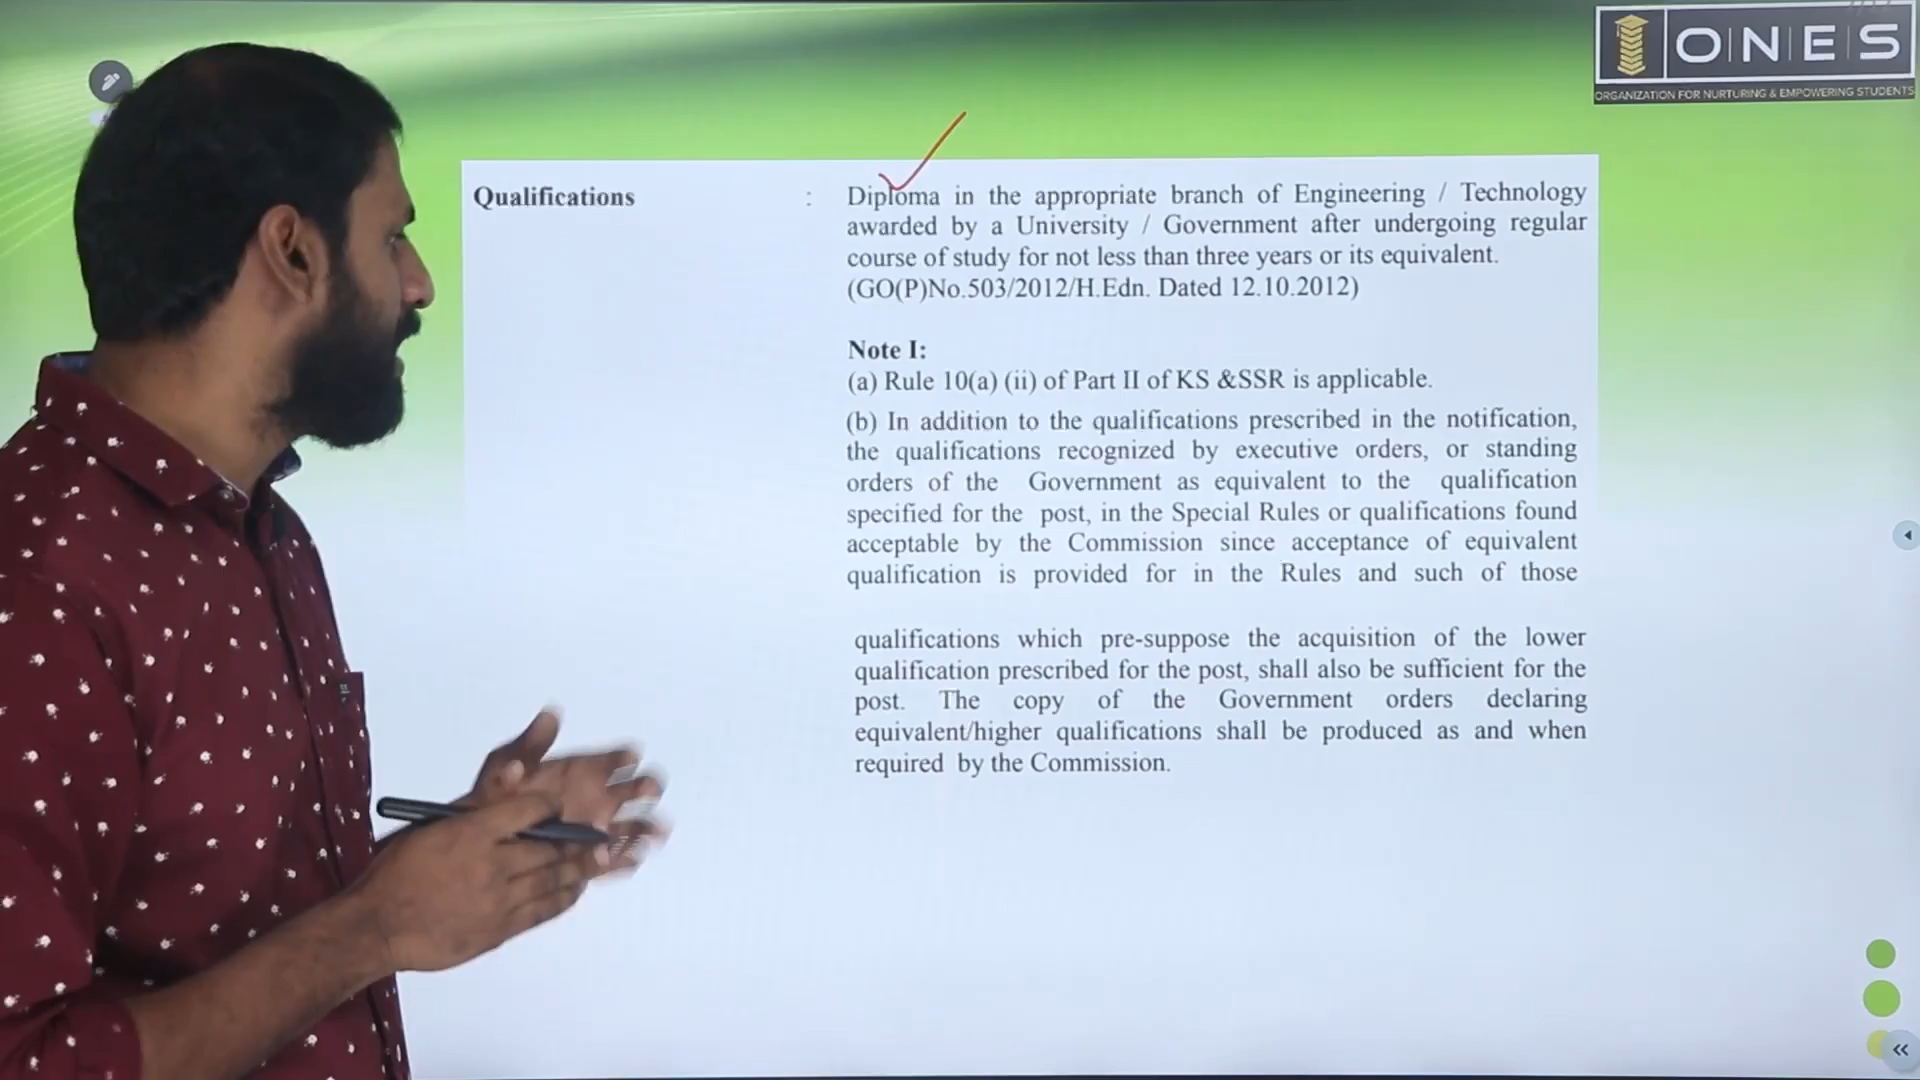 O|N|E|S
ORGANIZATION FOR NURTURING & EMPOWERING STUDENTS
Qualifications : Diploma in the appropriate branch of Engineering / Technology
awarded by a University / Government after undergoing regular
course of study for not less than three years or its equivalent.
(GO(P)No.503/2012/H.Edn. Dated 12.10.2012)
Note I:
(a) Rule 10(a) (ii) of Part II of KS &SSR is applicable.
(b) In addition to the qualifications prescribed in the notification,
the qualifications recognized by executive orders, or standing
orders of the Government as equivalent to the qualification
specified for the post, in the Special Rules or qualifications found
acceptable by the Commission since acceptance of equivalent
qualification is provided for in the Rules and such of those
qualifications which pre-suppose the acquisition of the lower
qualification prescribed for the post, shall also be sufficient for the
post. The copy of the Government orders declaring
equivalent/higher qualifications shall be produced as and when
required by the Commission.